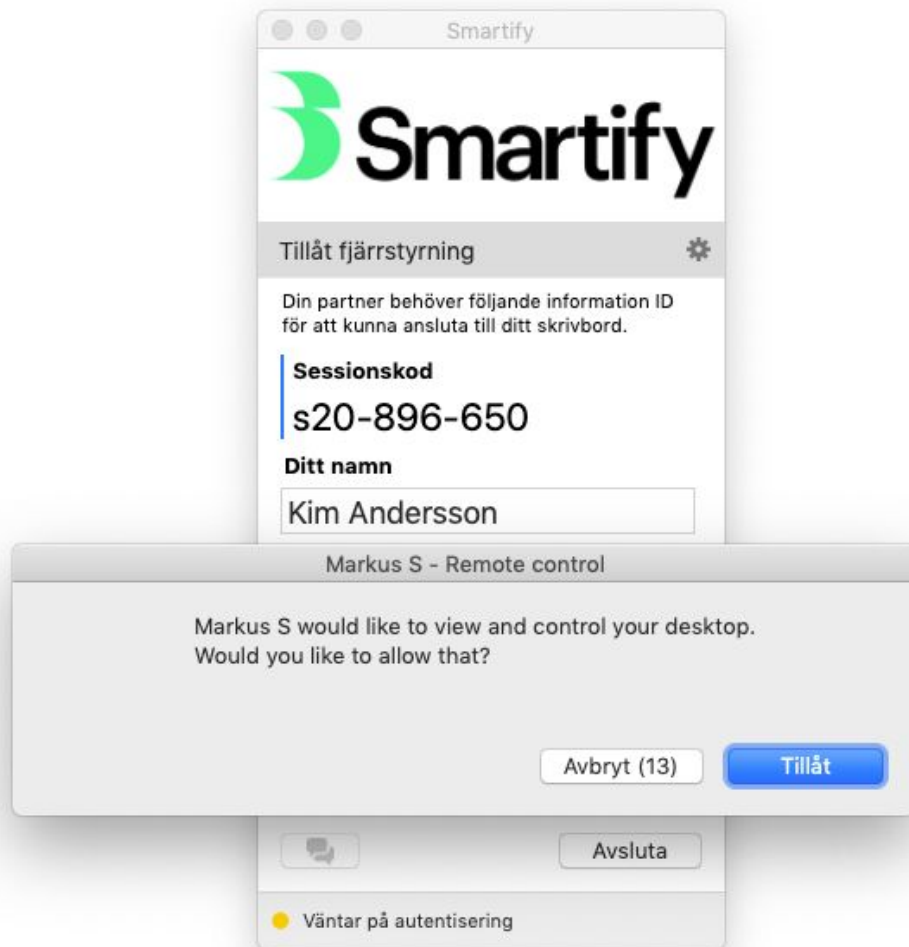 Smartify
Smartify
Tillåt fjärrstyrning
Din partner behöver följande information ID
för att kunna ansluta till ditt skrivbord.
Sessionskod
s20-896-650
Ditt namn
Kim Andersson
Markus S - Remote control
Markus S would like to view and control your desktop.
Would you like to allow that?
Avbryt (13)
Tillåt
Avsluta
Väntar på autentisering